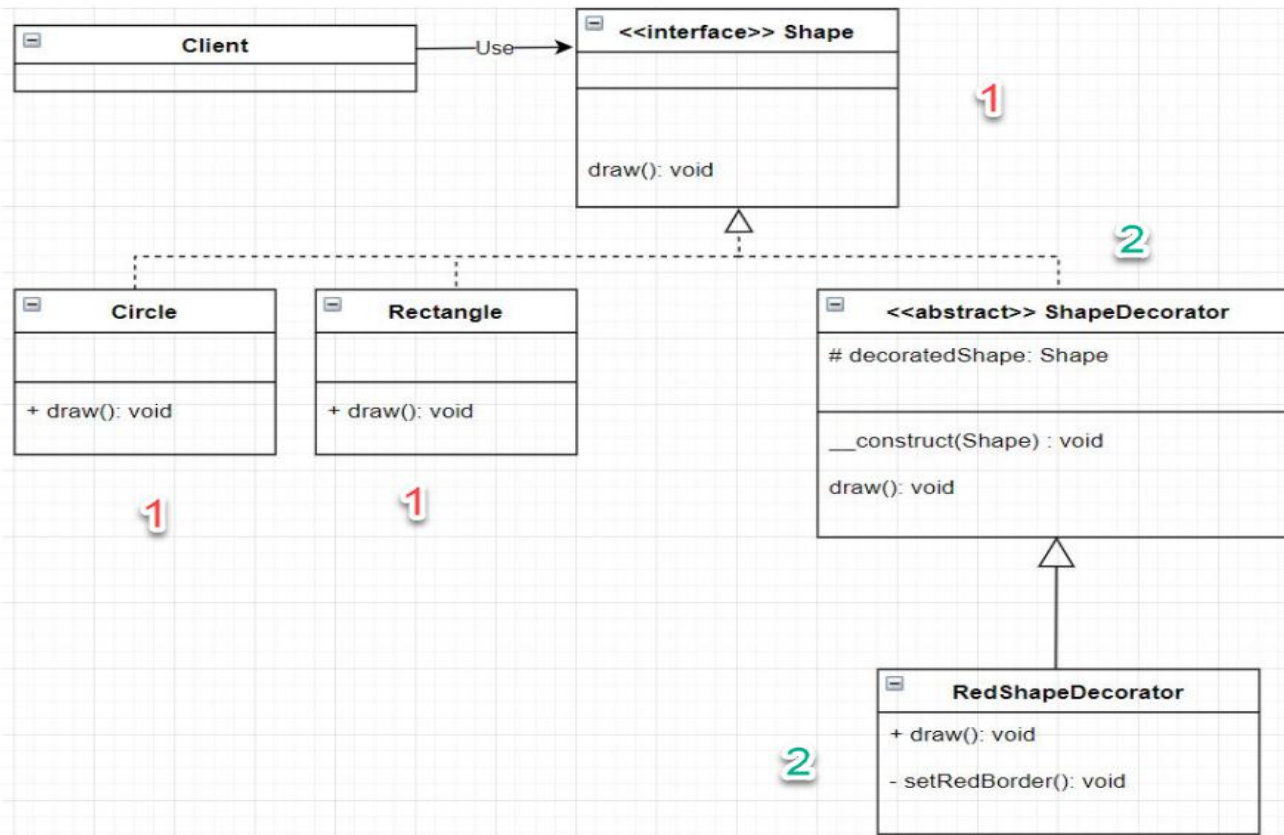 Client
Use
<<interface>> Shape
draw(): void
1
2
Circle
+ draw(): void
1
Rectangle
+ draw(): void
1
<<abstract>> ShapeDecorator
# decoratedShape: Shape
__construct(Shape) : void
draw(): void
RedShapeDecorator
+ draw(): void
- setRedBorder(): void
2